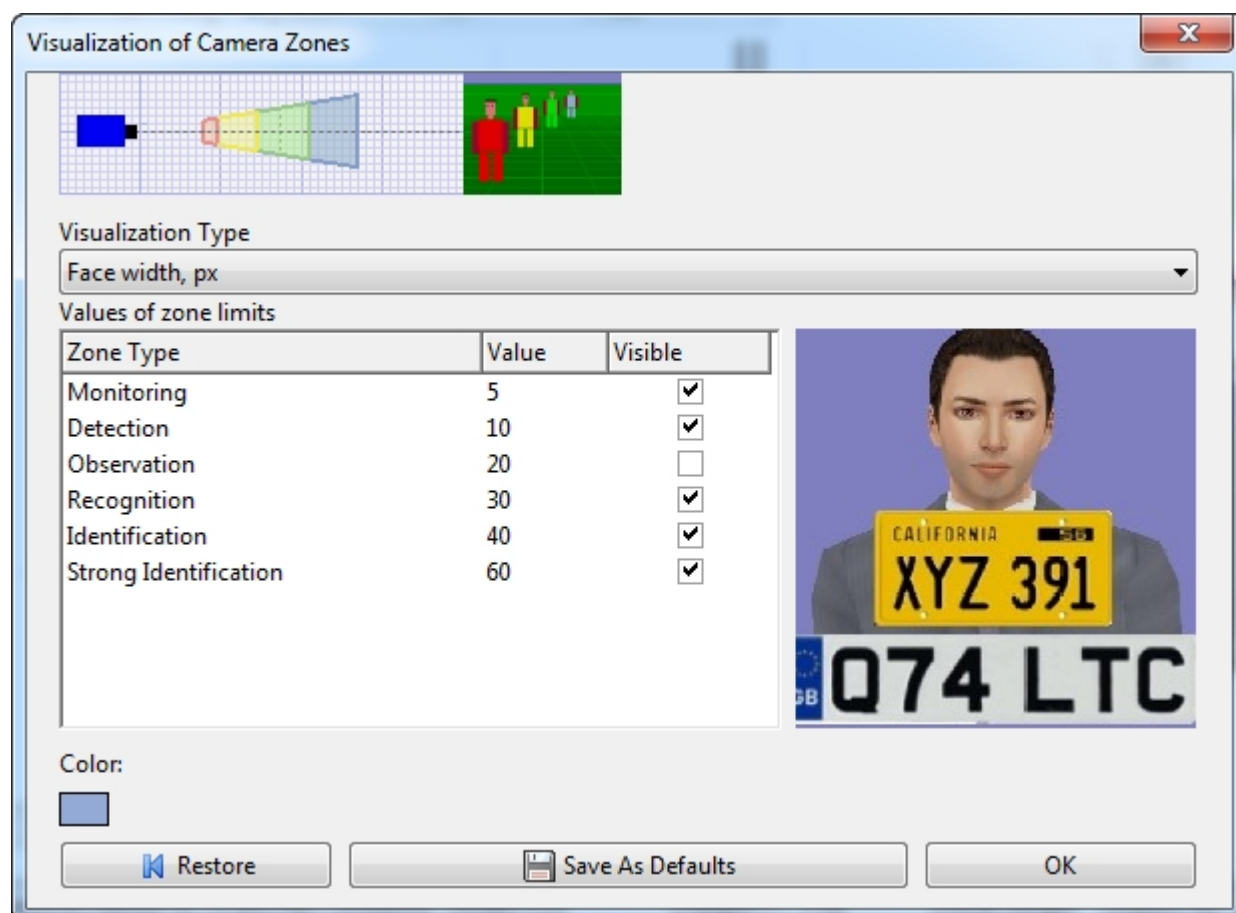 Visualization of Camera Zones
Visualization Type
Face width, px
Values of zone limits
Zone Type Value Visible
Monitoring 5
Detection 10
Observation 20
Recognition 30
Identification 40
Strong Identification 60
CALIFORNIA 56
XYZ 391
GB Q74 LTC
Color:
Restore Save As Defaults OK